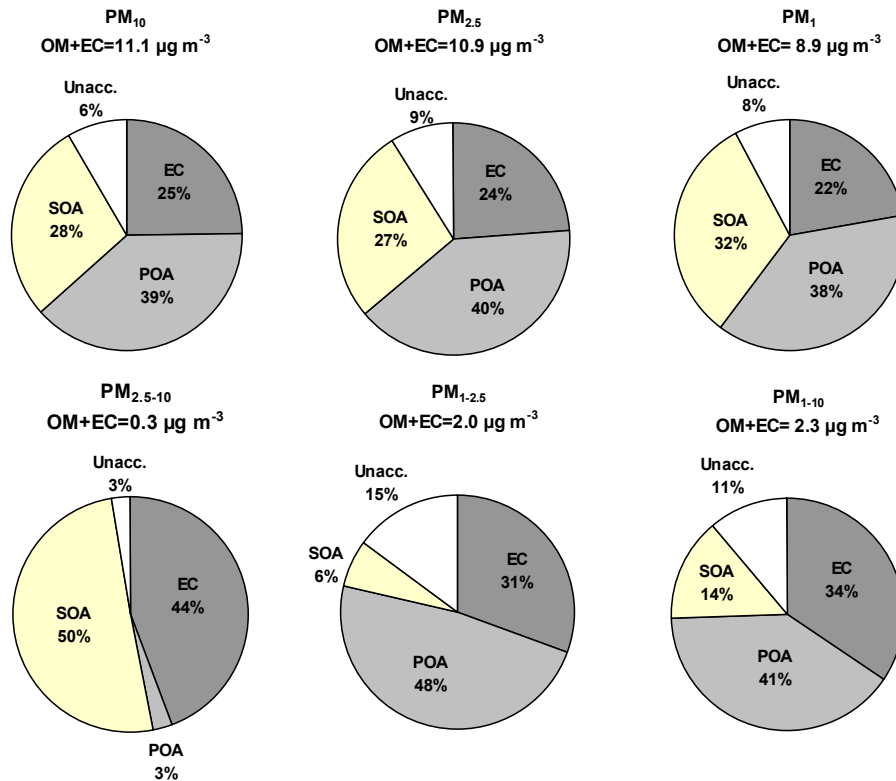 PM10
OM+EC=11.1 µg m-3
Unacc.
6%
EC
25%
SOA
28%
POA
39%
PM2.5
OM+EC=10.9 µg m-3
Unacc.
9%
EC
24%
SOA
27%
POA
40%
PM1
OM+EC= 8.9 µg m-3
Unacc.
8%
EC
22%
SOA
32%
POA
38%
PM2.5-10
OM+EC=0.3 µg m-3
Unacc.
3%
EC
44%
SOA
50%
POA
3%
PM1-2.5
OM+EC=2.0 µg m-3
Unacc.
15%
SOA
6%
EC
31%
POA
48%
PM1-10
OM+EC= 2.3 µg m-3
Unacc.
11%
SOA
14%
EC
34%
POA
41%